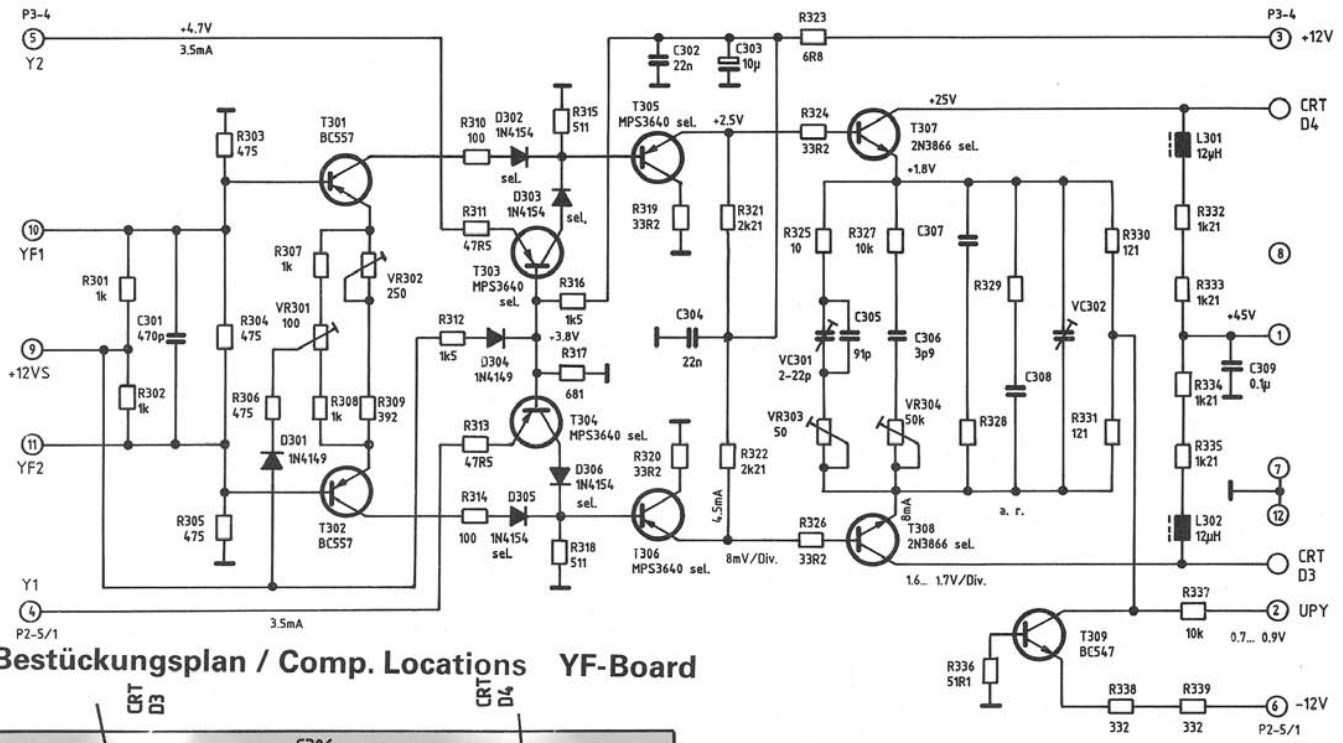 P3-4
5
Y2
+4.7V
3.5mA
R323
6R8
C302
22n
C303
10µ
P3-4
3
+12V
T301
BC557
R303
475
R310
100
D302
1N4154
sel.
R315
511
T305
MPS3640 sel.
+2.5V
R324
33R2
+25V
T307
2N3866 sel.
+1.8V
CRT
D4
L301
12µH
10
YF1
R301
1k
C301
470p
R304
475
R307
1k
VR302
250
VR301
100
R311
47R5
D303
1N4154
sel.
T303
MPS3640
sel.
R316
1k5
R319
33R2
R321
2k21
R325
10
R327
10k
C307
R329
R330
121
R332
1k21
8
R333
1k21
9
+12VS
R302
1k
R306
475
R308
1k
R309
392
R312
1k5
D304
1N4149
+3.8V
R317
681
C304
22n
VC301
2-22p
C305
91p
C306
3p9
VC302
C308
+45V
1
C309
0.1µ
R334
1k21
11
YF2
D301
1N4149
R313
47R5
T304
MPS3640 sel.
R320
33R2
R322
2k21
VR303
50
VR304
50k
R328
R331
121
R335
1k21
7
12
R305
475
T302
BC557
R314
100
D305
1N4154
sel.
D306
1N4154
sel.
R318
511
T306
MPS3640 sel.
4.5mA
8mV/Div.
R326
33R2
8mA
T308
2N3866 sel.
a. r.
L302
12µH
CRT
D3
1.6... 1.7V/Div.
Y1
4
P2-5/1
3.5mA
T309
BC547
R336
51R1
R337
10k
2
UPY
0.7... 0.9V
R338
332
R339
332
6
-12V
P2-5/1
Bestückungsplan / Comp. Locations YF-Board
CRT
D3
CRT
D4